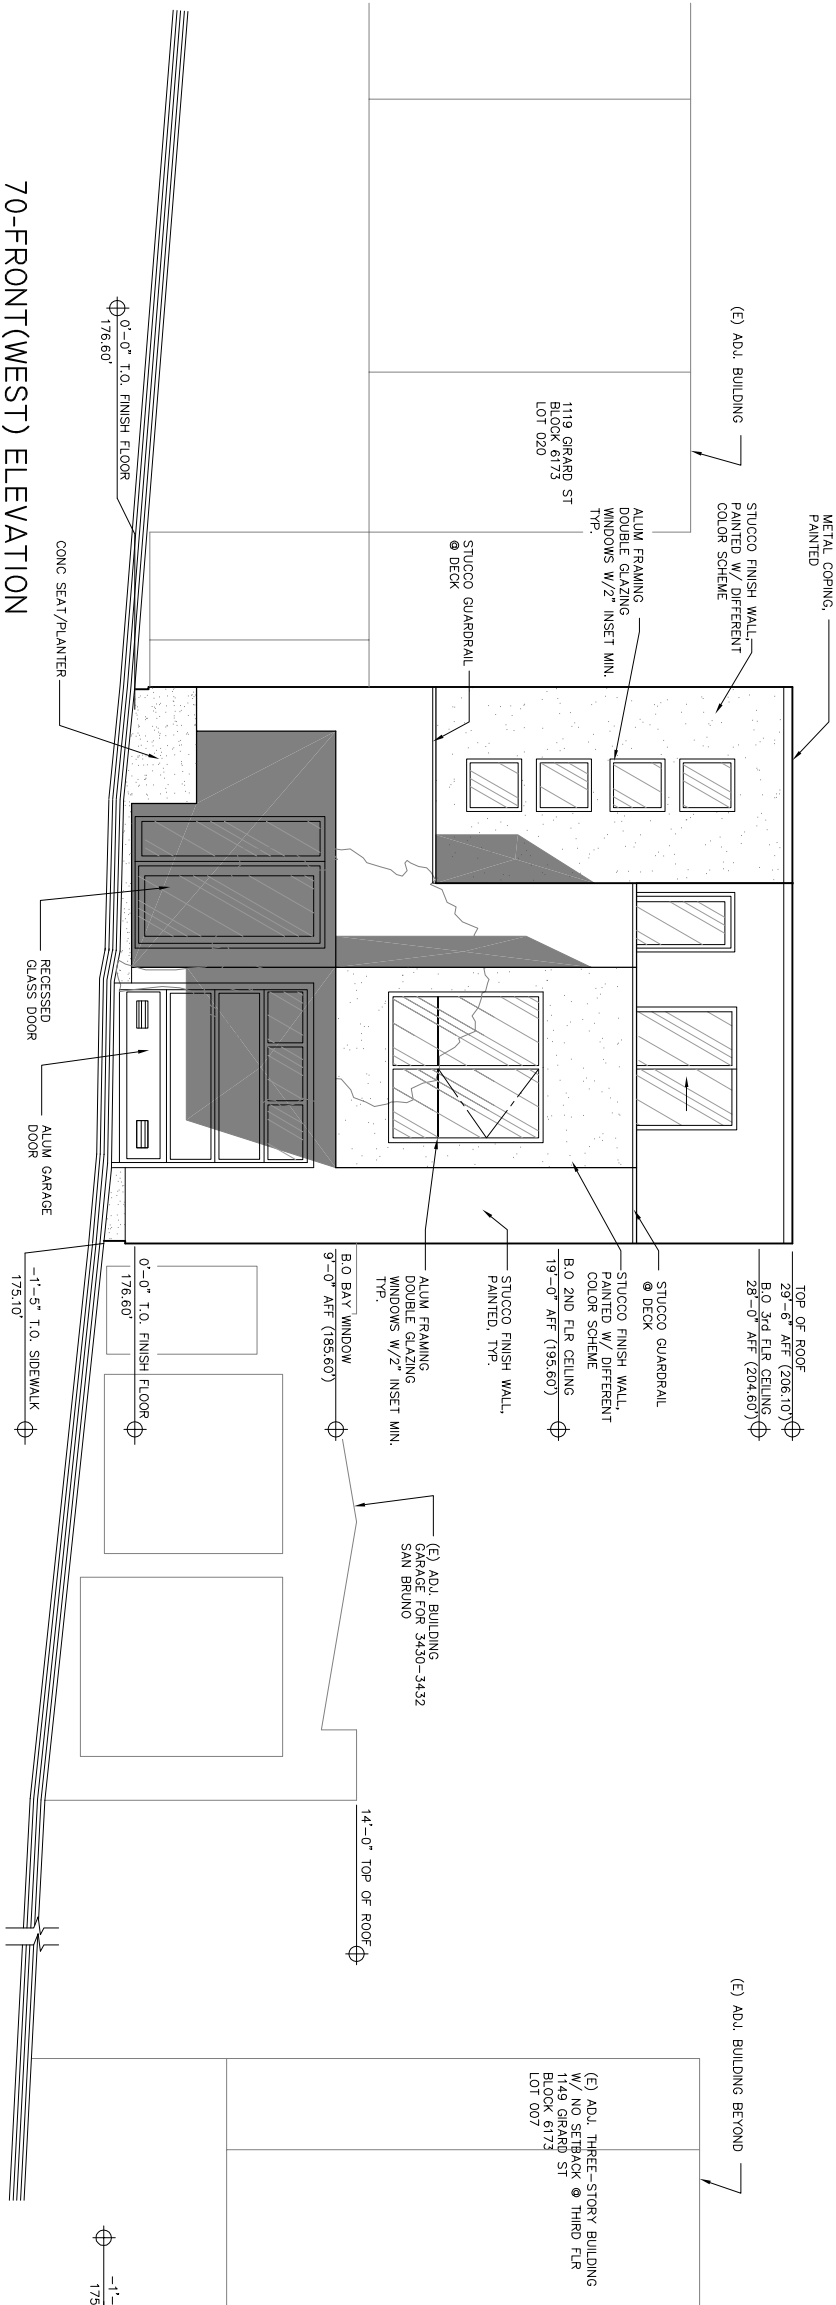 METAL COPING,
PAINTED
STUCCO FINISH WALL,
PAINTED W/ DIFFERENT
COLOR SCHEME
(E) ADJ. BUILDING
1119 GIRARD ST
BLOCK 6173
LOT 020
ALUM FRAMING
DOUBLE GLAZING
WINDOWS W/2" INSET MIN.
TYP.
STUCCO GUARDRAIL
@ DECK
0'-0" T.O. FINISH FLOOR
176.60'
CONC SEAT/PLANTER
RECESSED
GLASS DOOR
ALUM GARAGE
DOOR
TOP OF ROOF
29'-6" AFF (206.10')
B.O 3rd FLR CEILING
28'-0" AFF (204.60')
STUCCO GUARDRAIL
@ DECK
STUCCO FINISH WALL,
PAINTED W/ DIFFERENT
COLOR SCHEME
B.O 2ND FLR CEILING
19'-0" AFF (195.60')
STUCCO FINISH WALL,
PAINTED, TYP.
ALUM FRAMING
DOUBLE GLAZING
WINDOWS W/2" INSET MIN.
TYP.
B.O BAY WINDOW
9'-0" AFF (185.60')
0'-0" T.O. FINISH FLOOR
176.60'
-1'-5" T.O. SIDEWALK
175.10'
(E) ADJ. BUILDING
GARAGE FOR 3430-3432
SAN BRUNO
14'-0" TOP OF ROOF
(E) ADJ. BUILDING BEYOND
(E) ADJ. THREE-STORY BUILDING
W/ NO SETBACK @ THIRD FLR
1149 GIRARD ST
BLOCK 6173
LOT 007
-1'-
175
70-FRONT(WEST) ELEVATION